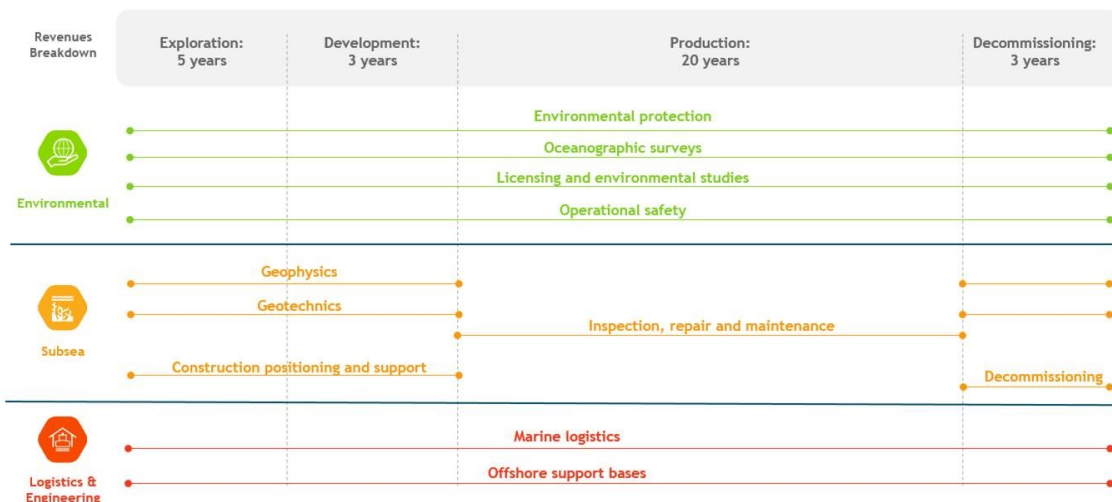 Revenues
Breakdown
Exploration:
5 years
Development:
3 years
Production:
20 years
Decommissioning:
3 years
Environmental protection
Oceanographic surveys
Licensing and environmental studies
Operational safety
Environmental
Geophysics
Geotechnics
Inspection, repair and maintenance
Subsea
Construction positioning and support
Decommissioning
Marine logistics
Offshore support bases
Logistics &
Engineering